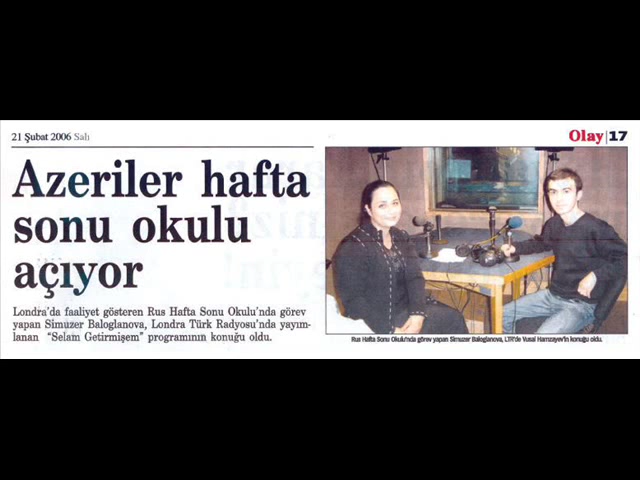 21 Şubat 2006 Salı
Olay|17
Azeriler hafta
sonu okulu
açıyor
Londra'da faaliyet gösteren Rus Hafta Sonu Okulu'nda görev
yapan Simuzer Baloglanova, Londra Türk Radyosu'nda yayım-
lanan "Selam Getirmişem" programının konuğu oldu.
Rus Hafta Sonu Okulu'nda görev yapan Simuzer Baloglanova, LTR'de Vusal Hamzayev'in konuğu oldu.